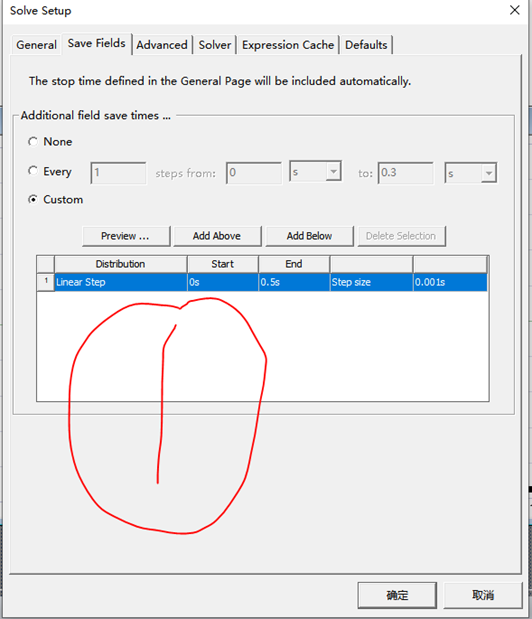 Solve Setup
General Save Fields Advanced Solver Expression Cache Defaults
The stop time defined in the General Page will be included automatically.
Additional field save times ...
None
Every 1 steps from: 0 s to: 0.3 s
Custom
Preview ... Add Above Add Below Delete Selection
Distribution Start End
1 Linear Step 0s 0.5s Step size 0.001s
确定 取消